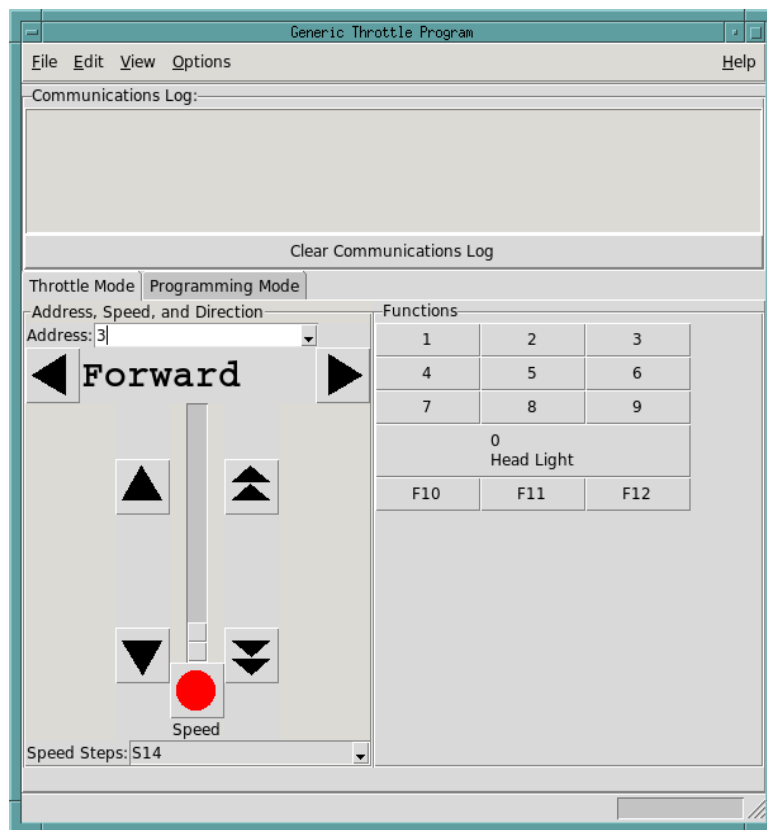 Generic Throttle Program
File Edit View Options Help
Communications Log:
Clear Communications Log
Throttle Mode Programming Mode
Address, Speed, and Direction
Address: 3
Forward
Speed
Speed Steps: S14
Functions
1 2 3
4 5 6
7 8 9
0
Head Light
F10 F11 F12